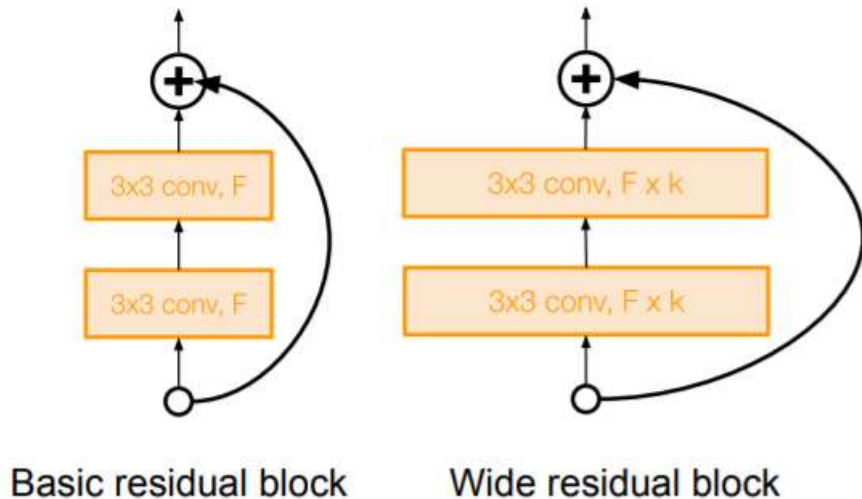 +
+
3x3 conv, F
3x3 conv, F x k
3x3 conv, F
3x3 conv, F x k
Basic residual block
Wide residual block